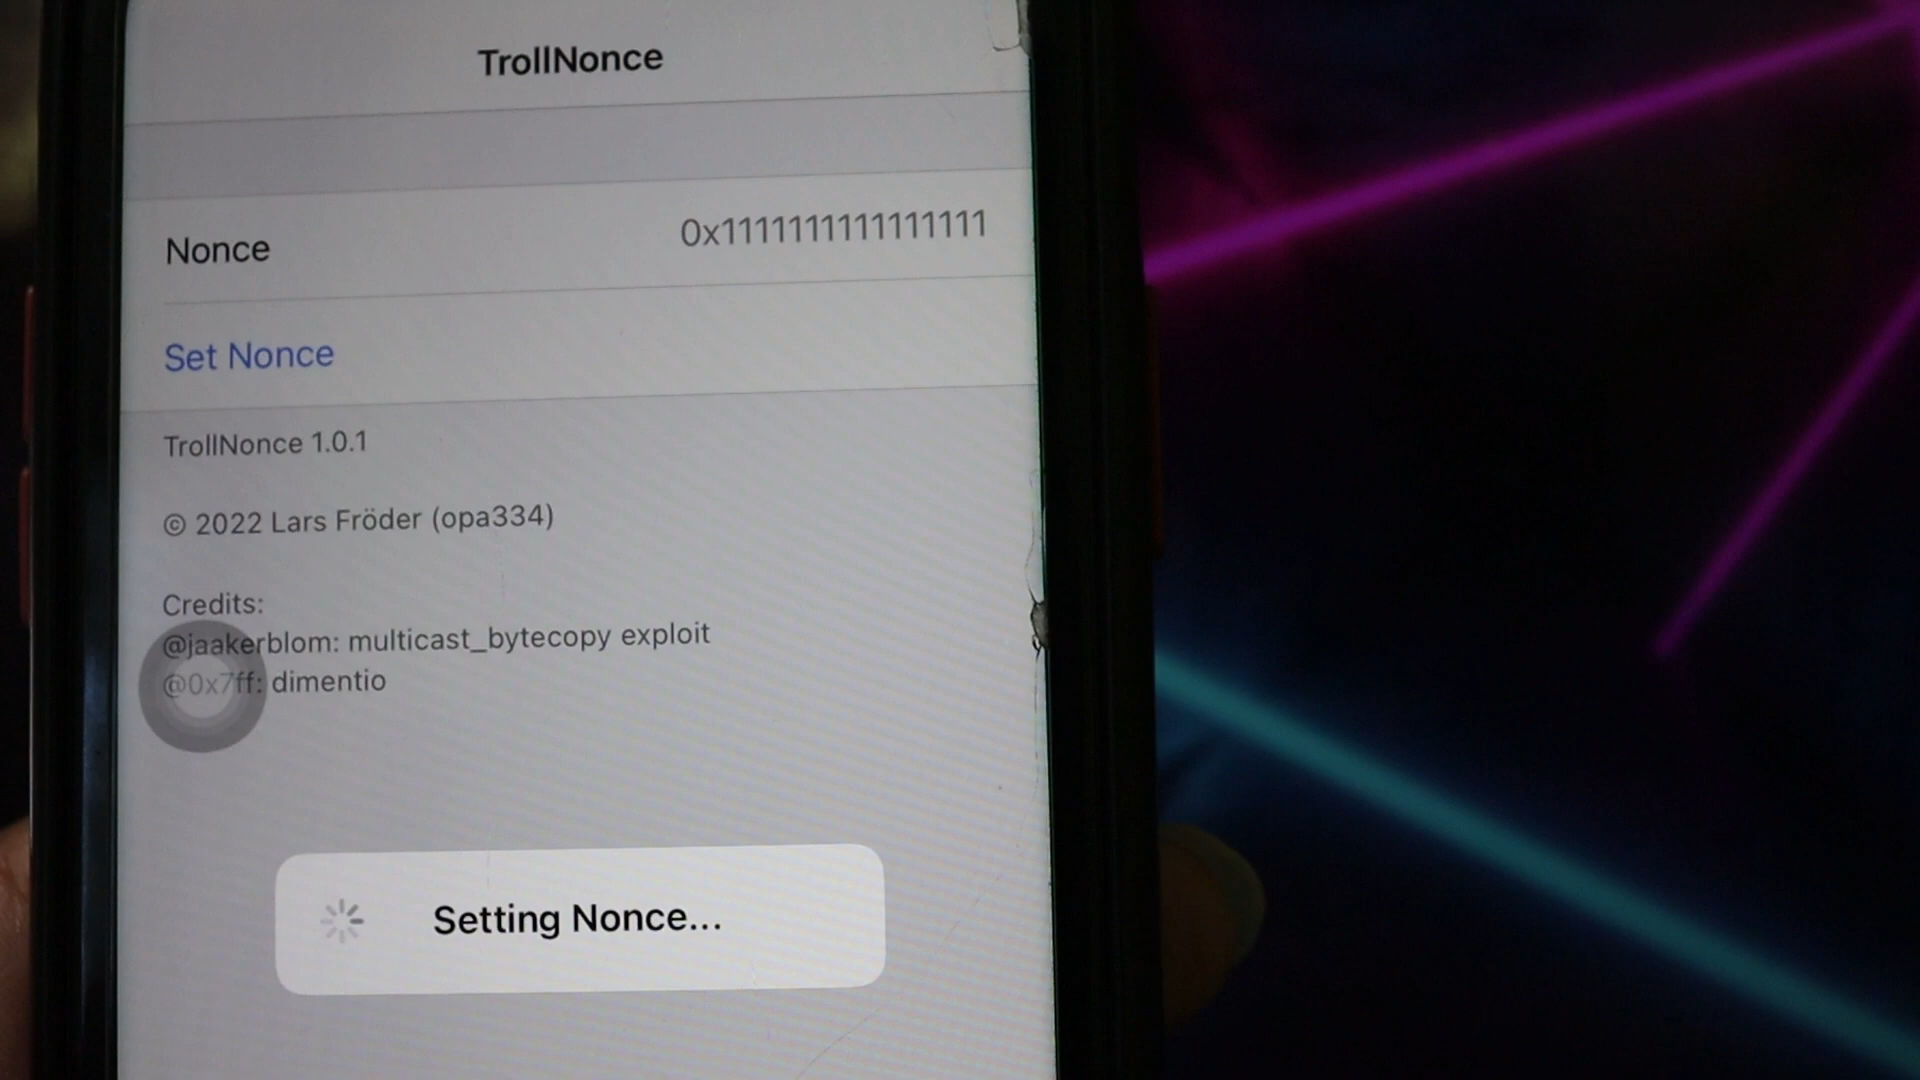 TrollNonce
Nonce 0x1111111111111111
Set Nonce
TrollNonce 1.0.1
© 2022 Lars Fröder (opa334)
Credits:
@jaakerblom: multicast_bytecopy exploit
@0x7ff: dimentio
Setting Nonce...